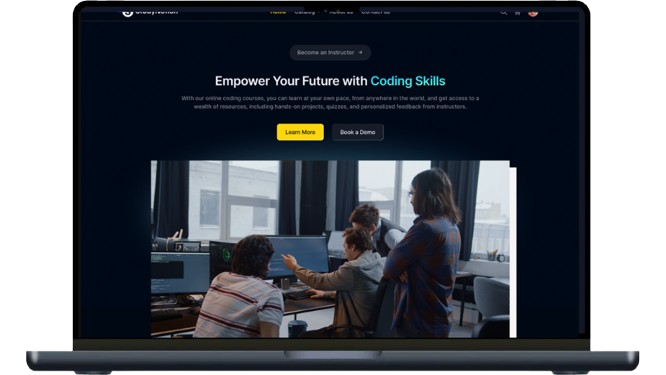 Become an Instructor →
Empower Your Future with Coding Skills
With our online coding courses, you can learn at your own pace, from anywhere in the world, and get access to a
wealth of resources, including hands-on projects, quizzes, and personalized feedback from instructors.
Learn More
Book a Demo